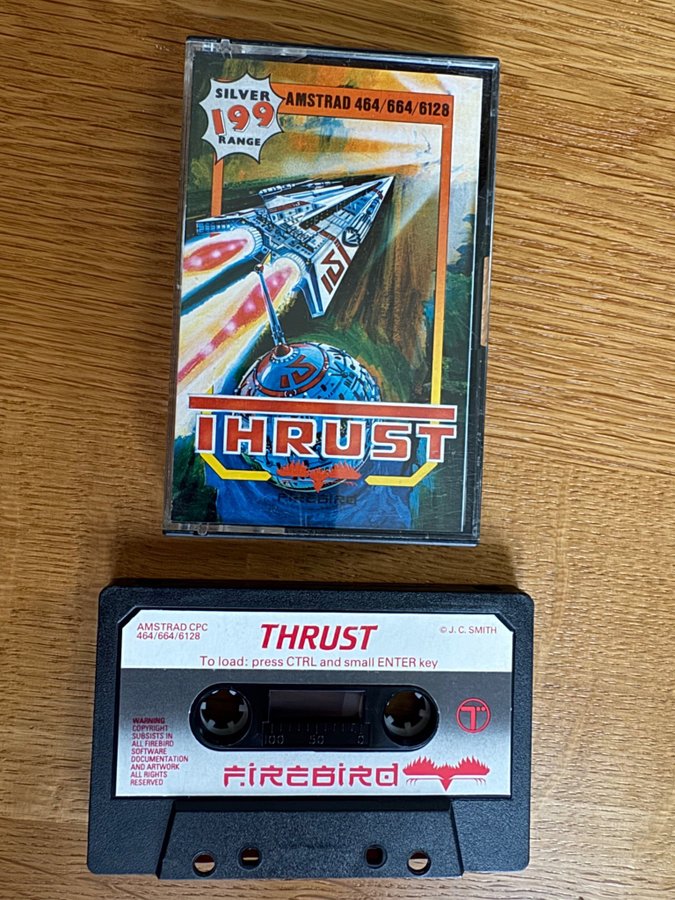 SILVER
199
RANGE
AMSTRAD 464/664/6128
THRUST
FIREBIRD
AMSTRAD CPC
464/664/6128
THRUST
© J. C. SMITH
To load: press CTRL and small ENTER key
WARNING
COPYRIGHT
SUBSISTS IN
ALL FIREBIRD
SOFTWARE
DOCUMENTATION
AND ARTWORK
ALL RIGHTS
RESERVED
100 50 0
FIREBIRD